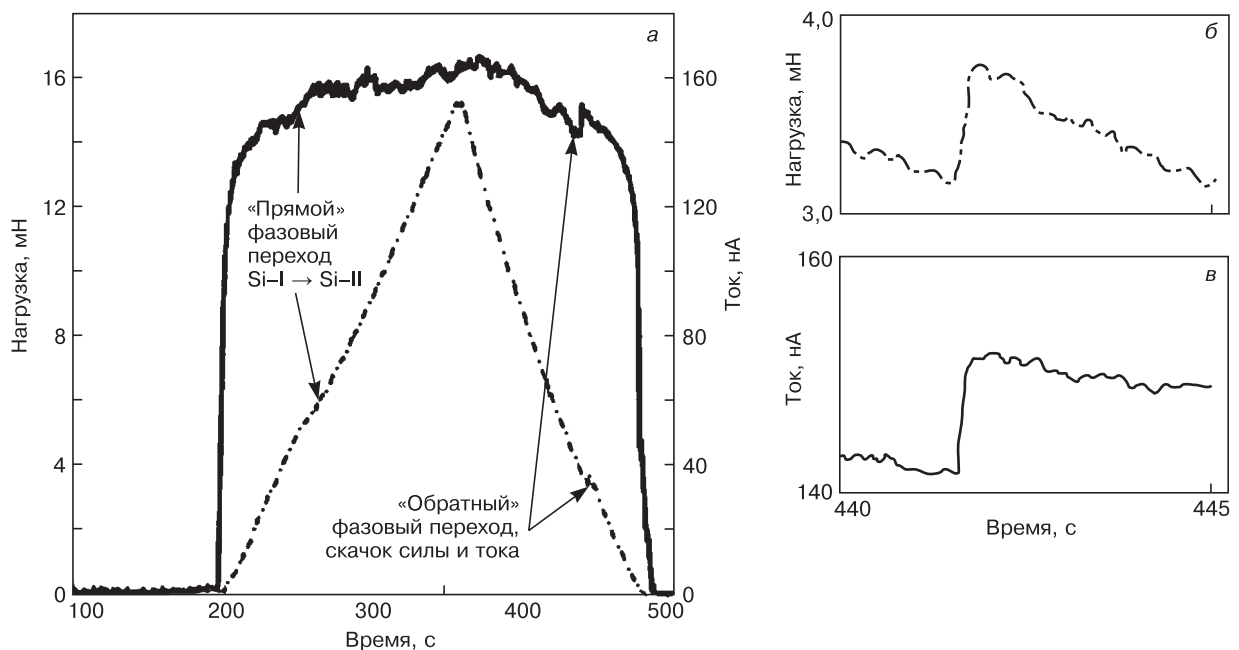 а
16
12
8
4
0
Нагрузка, мН
160
120
80
40
0
Ток, нА
100
200
300
400
500
Время, с
«Прямой»
фазовый
переход
Si–I → Si–II
«Обратный»
фазовый переход,
скачок силы и тока
б
4,0
3,0
Нагрузка, мН
в
160
140
Ток, нА
440
445
Время, с